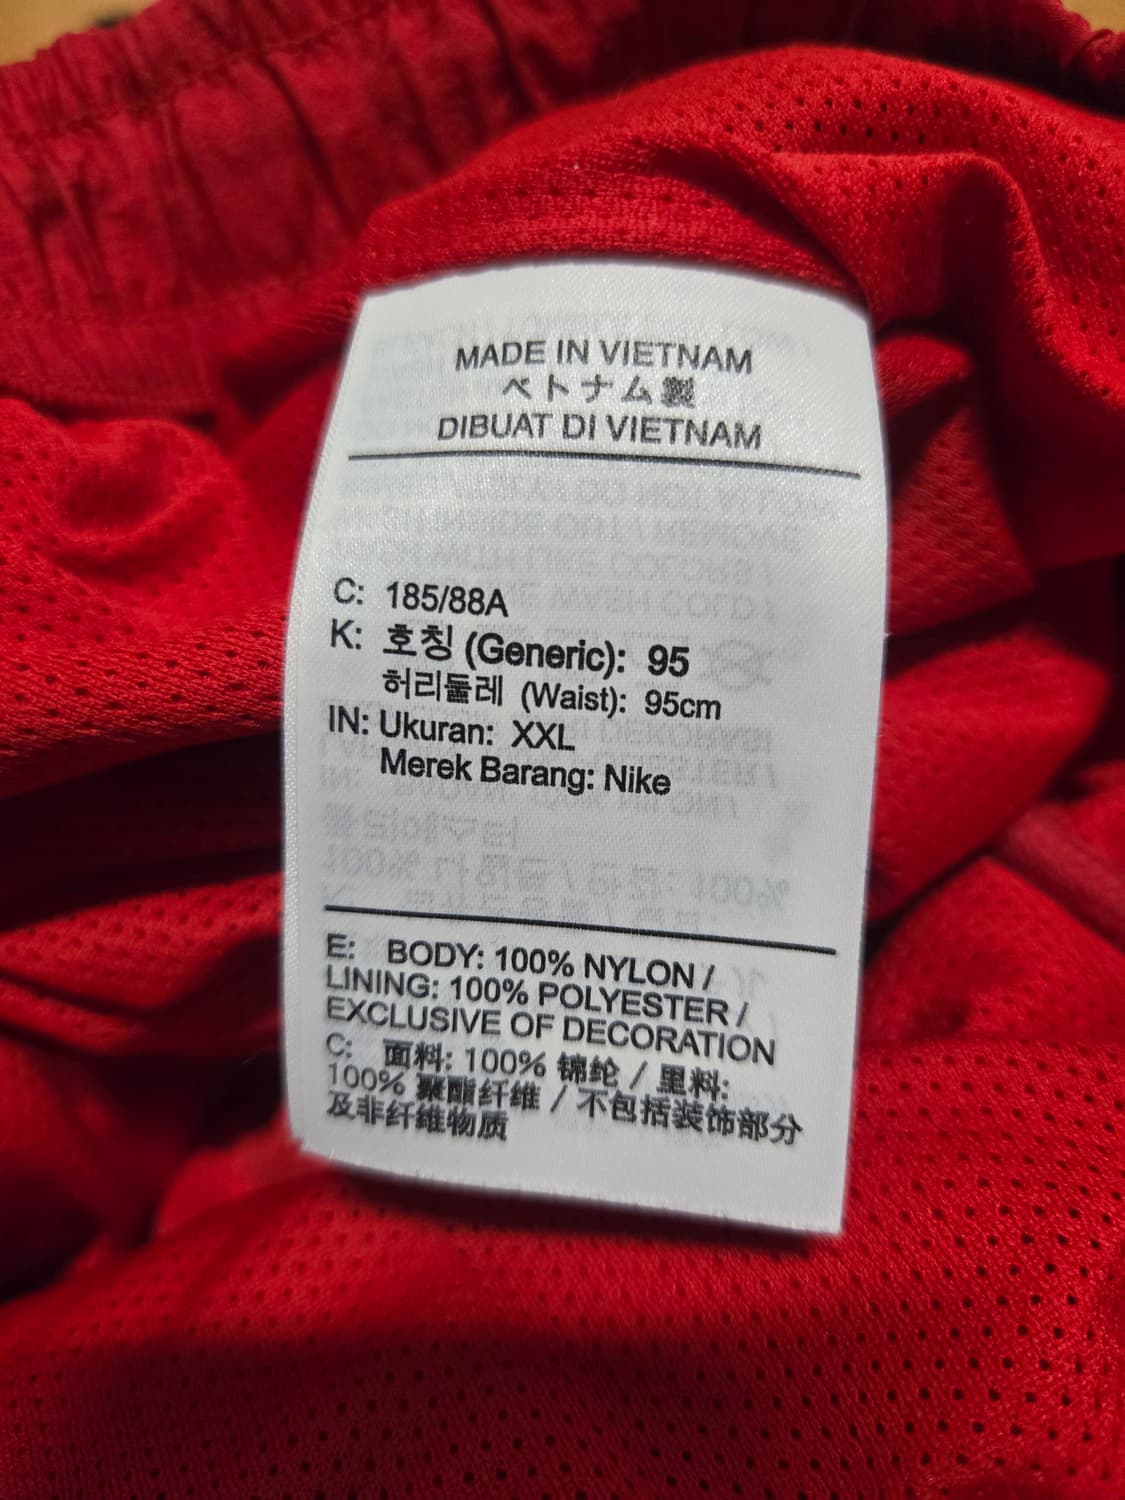 MADE IN VIETNAM
ベトナム製
DIBUAT DI VIETNAM
C: 185/88A
K: 호칭 (Generic): 95
허리둘레 (Waist): 95cm
IN: Ukuran: XXL
Merek Barang: Nike
E: BODY: 100% NYLON /
LINING: 100% POLYESTER /
EXCLUSIVE OF DECORATION
C: 面料: 100% 锦纶 / 里料:
100% 聚酯纤维 / 不包括装饰部分
及非纤维物质